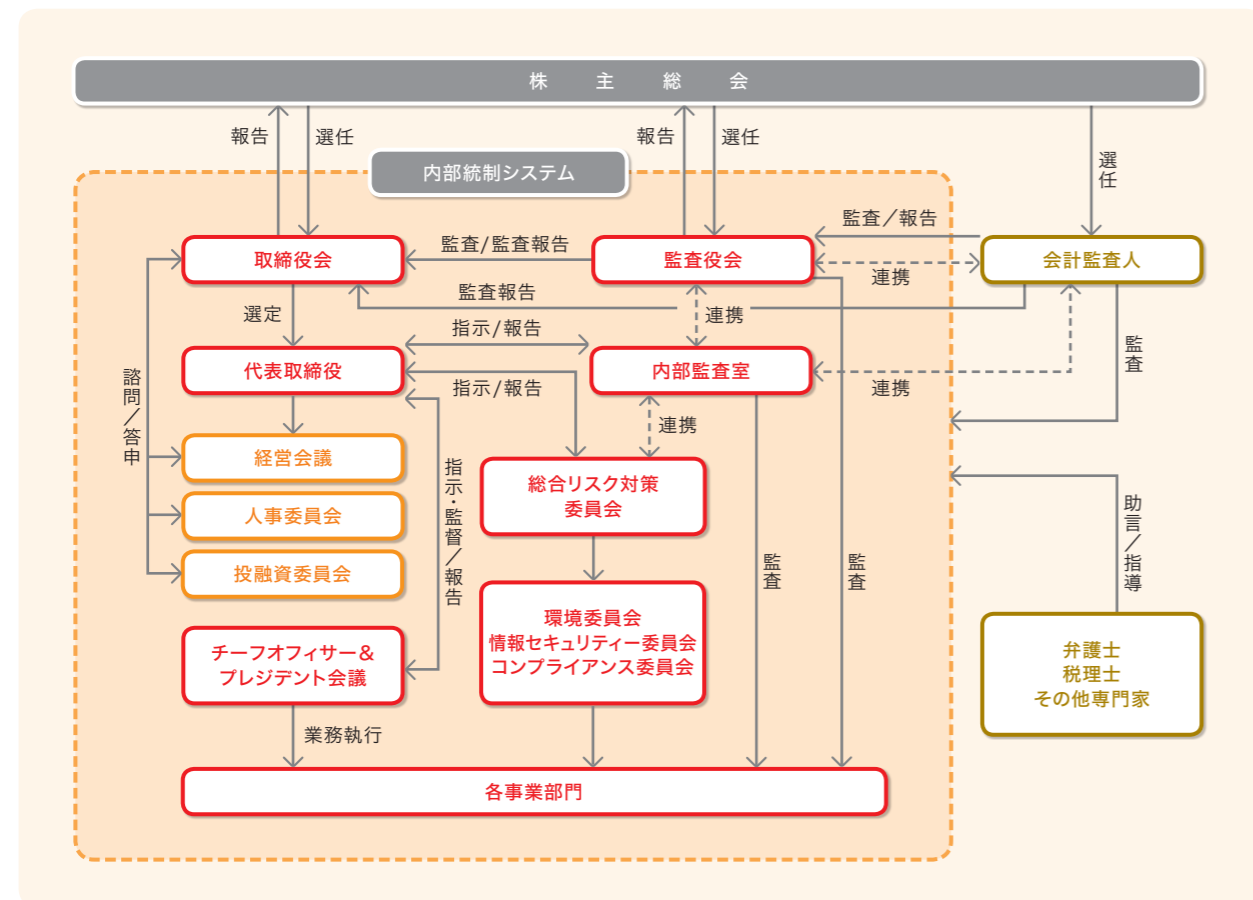 株主総会
報告
選任
報告
選任
選任
内部統制システム
監査/報告
取締役会
監査/監査報告
監査役会
連携
会計監査人
監査報告
選定
連携
指示/報告
代表取締役
内部監査室
指示/報告
連携
監査
諮問/答申
連携
経営会議
総合リスク対策
委員会
人事委員会
投融資委員会
指示・監督/報告
監査
監査
助言/指導
環境委員会
情報セキュリティー委員会
コンプライアンス委員会
チーフオフィサー&
プレジデント会議
弁護士
税理士
その他専門家
業務執行
各事業部門